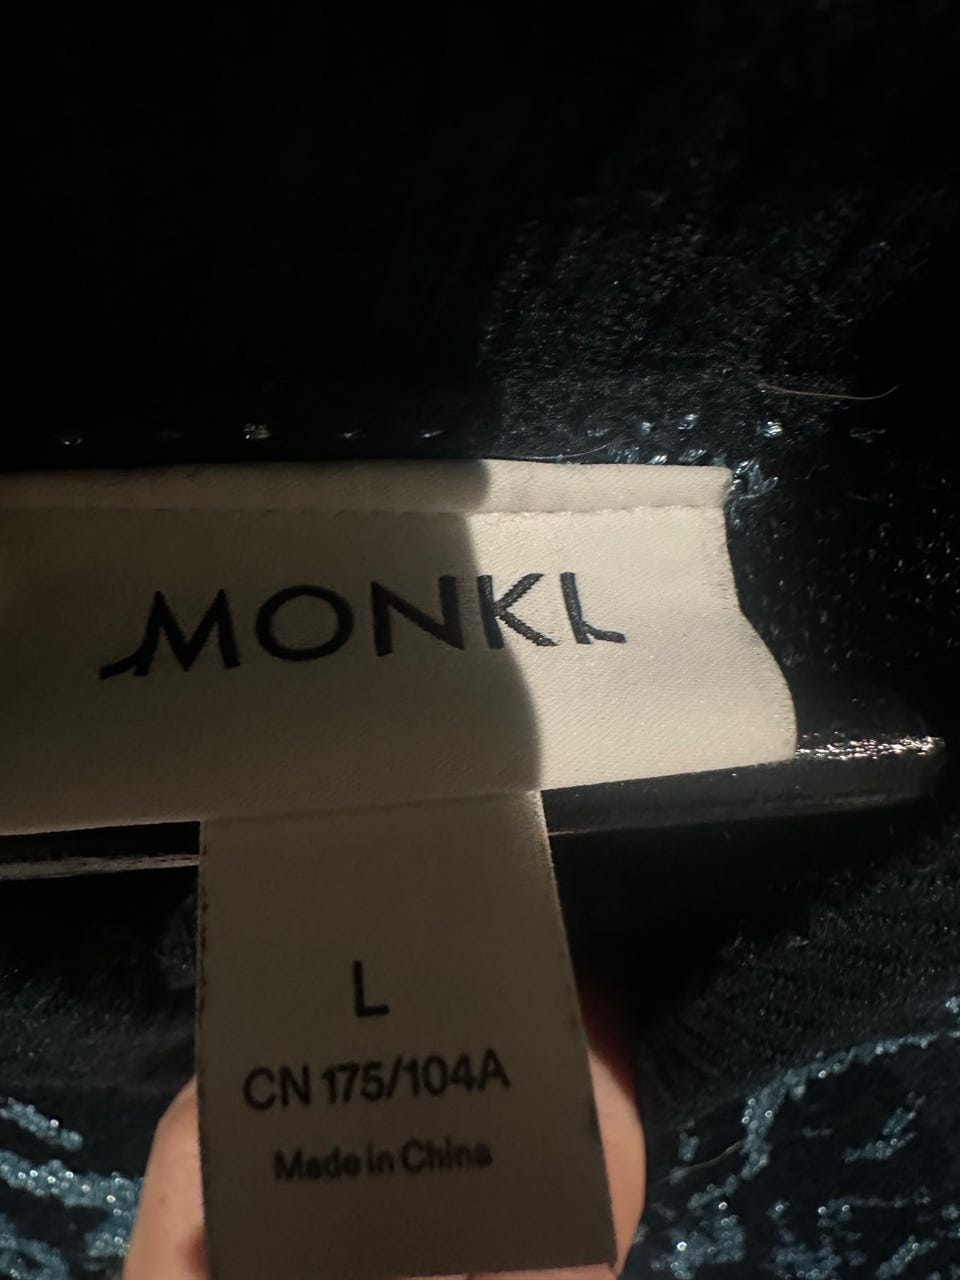 MONKI
L
CN 175/104A
Made in China